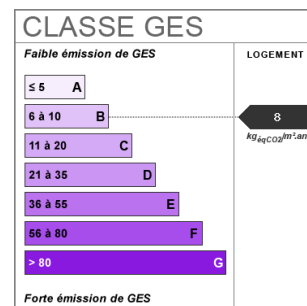 CLASSE GES
Faible émission de GES
LOGEMENT
≤ 5 A
6 à 10 B
8
kgéqCO2/m².an
11 à 20 C
21 à 35 D
36 à 55 E
56 à 80 F
> 80 G
Forte émission de GES